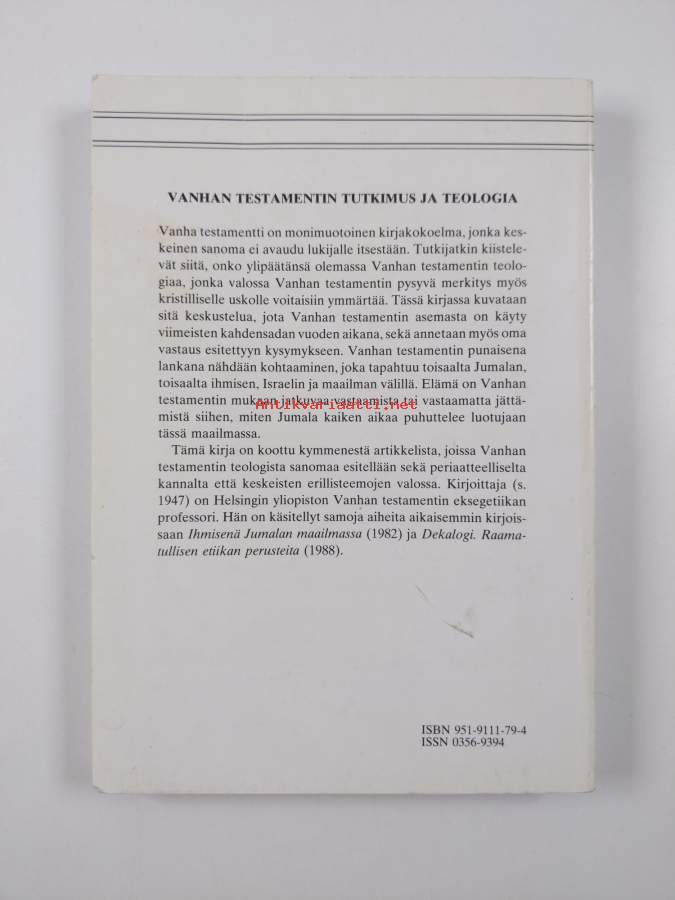 VANHAN TESTAMENTIN TUTKIMUS JA TEOLOGIA
Vanha testamentti on monimuotoinen kirjakokoelma, jonka kes-
keinen sanoma ei avaudu lukijalle itsestään. Tutkijatkin kiistele-
vät siitä, onko ylipäätänsä olemassa Vanhan testamentin teolo-
giaa, jonka valossa Vanhan testamentin pysyvä merkitys myös
kristilliselle uskolle voitaisiin ymmärtää. Tässä kirjassa kuvataan
sitä keskustelua, jota Vanhan testamentin asemasta on käyty
viimeisten kahdensadan vuoden aikana, sekä annetaan myös oma
vastaus esitettyyn kysymykseen. Vanhan testamentin punaisena
lankana nähdään kohtaaminen, joka tapahtuu toisaalta Jumalan,
toisaalta ihmisen, Israelin ja maailman välillä. Elämä on Vanhan
testamentin mukaan jatkuvaa vastaamista tai vastaamatta jättä-
mistä siihen, miten Jumala kaiken aikaa puhuttelee luotujaan
tässä maailmassa.
Tämä kirja on koottu kymmenestä artikkelista, joissa Vanhan
testamentin teologista sanomaa esitellään sekä periaatteelliselta
kannalta että keskeisten erillisteemojen valossa. Kirjoittaja (s.
1947) on Helsingin yliopiston Vanhan testamentin eksegetiikan
professori. Hän on käsitellyt samoja aiheita aikaisemmin kirjois-
saan Ihmisenä Jumalan maailmassa (1982) ja Dekalogi. Raama-
tullisen etiikan perusteita (1988).
Antikvariaatti.net
ISBN 951-9111-79-4
ISSN 0356-9394